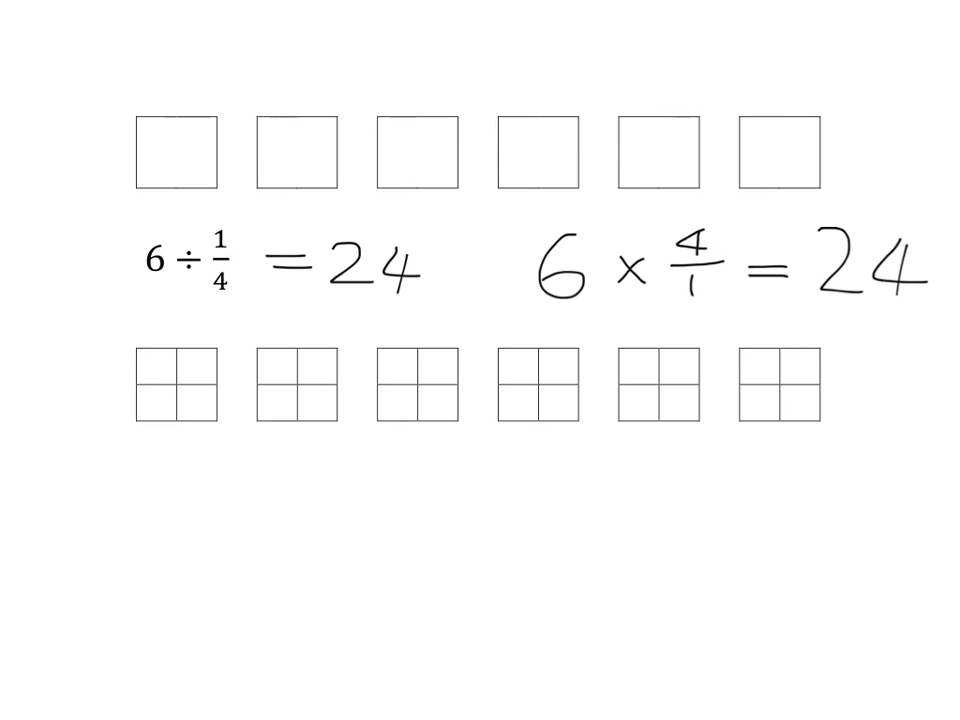 6 ÷ 1/4 = 24 6 × 4/1 = 24